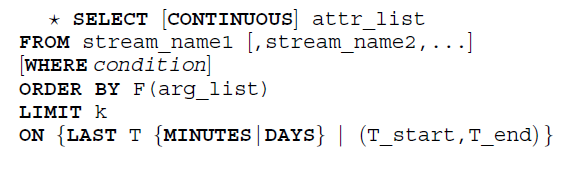 ⋆ SELECT [CONTINUOUS] attr_list
FROM stream_name1 [,stream_name2,...]
[WHERE condition]
ORDER BY F(arg_list)
LIMIT k
ON {LAST T {MINUTES|DAYS} | (T_start,T_end)}